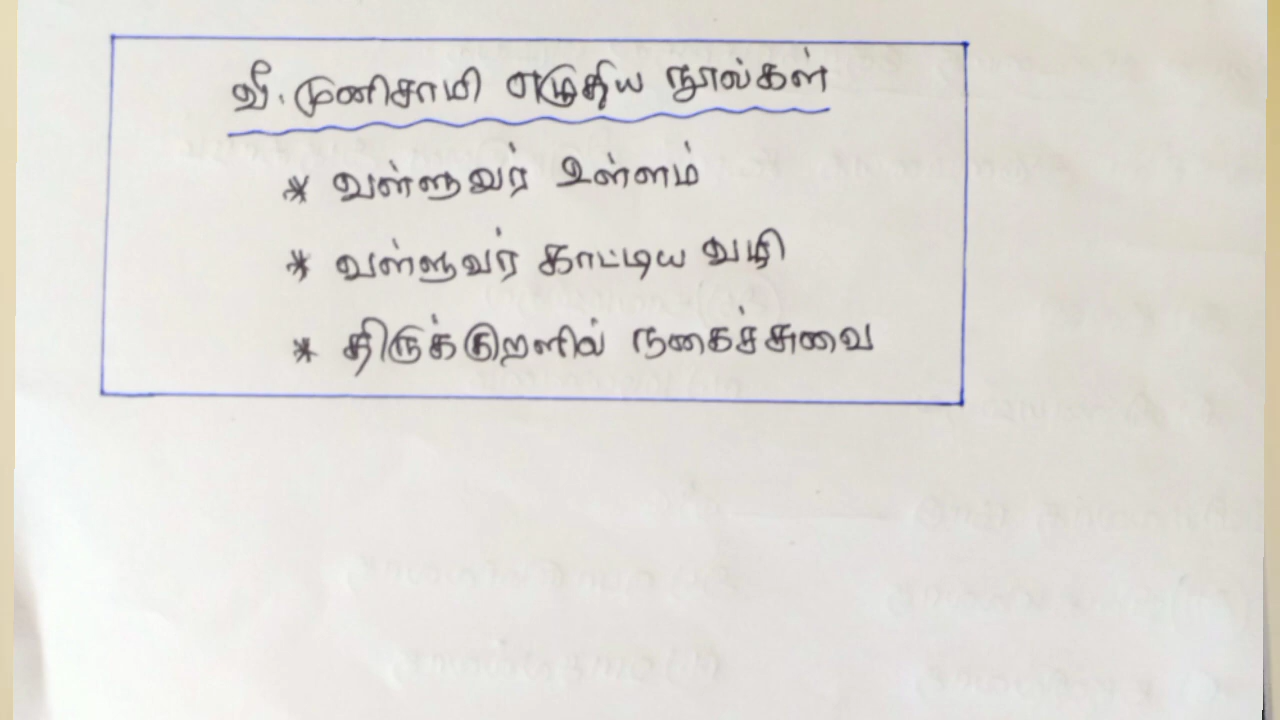 வீ. முனிசாமி எழுதிய நூல்கள்
* வள்ளுவர் உள்ளம்
* வள்ளுவர் காட்டிய வழி
* திருக்குறளில் நகைச்சுவை